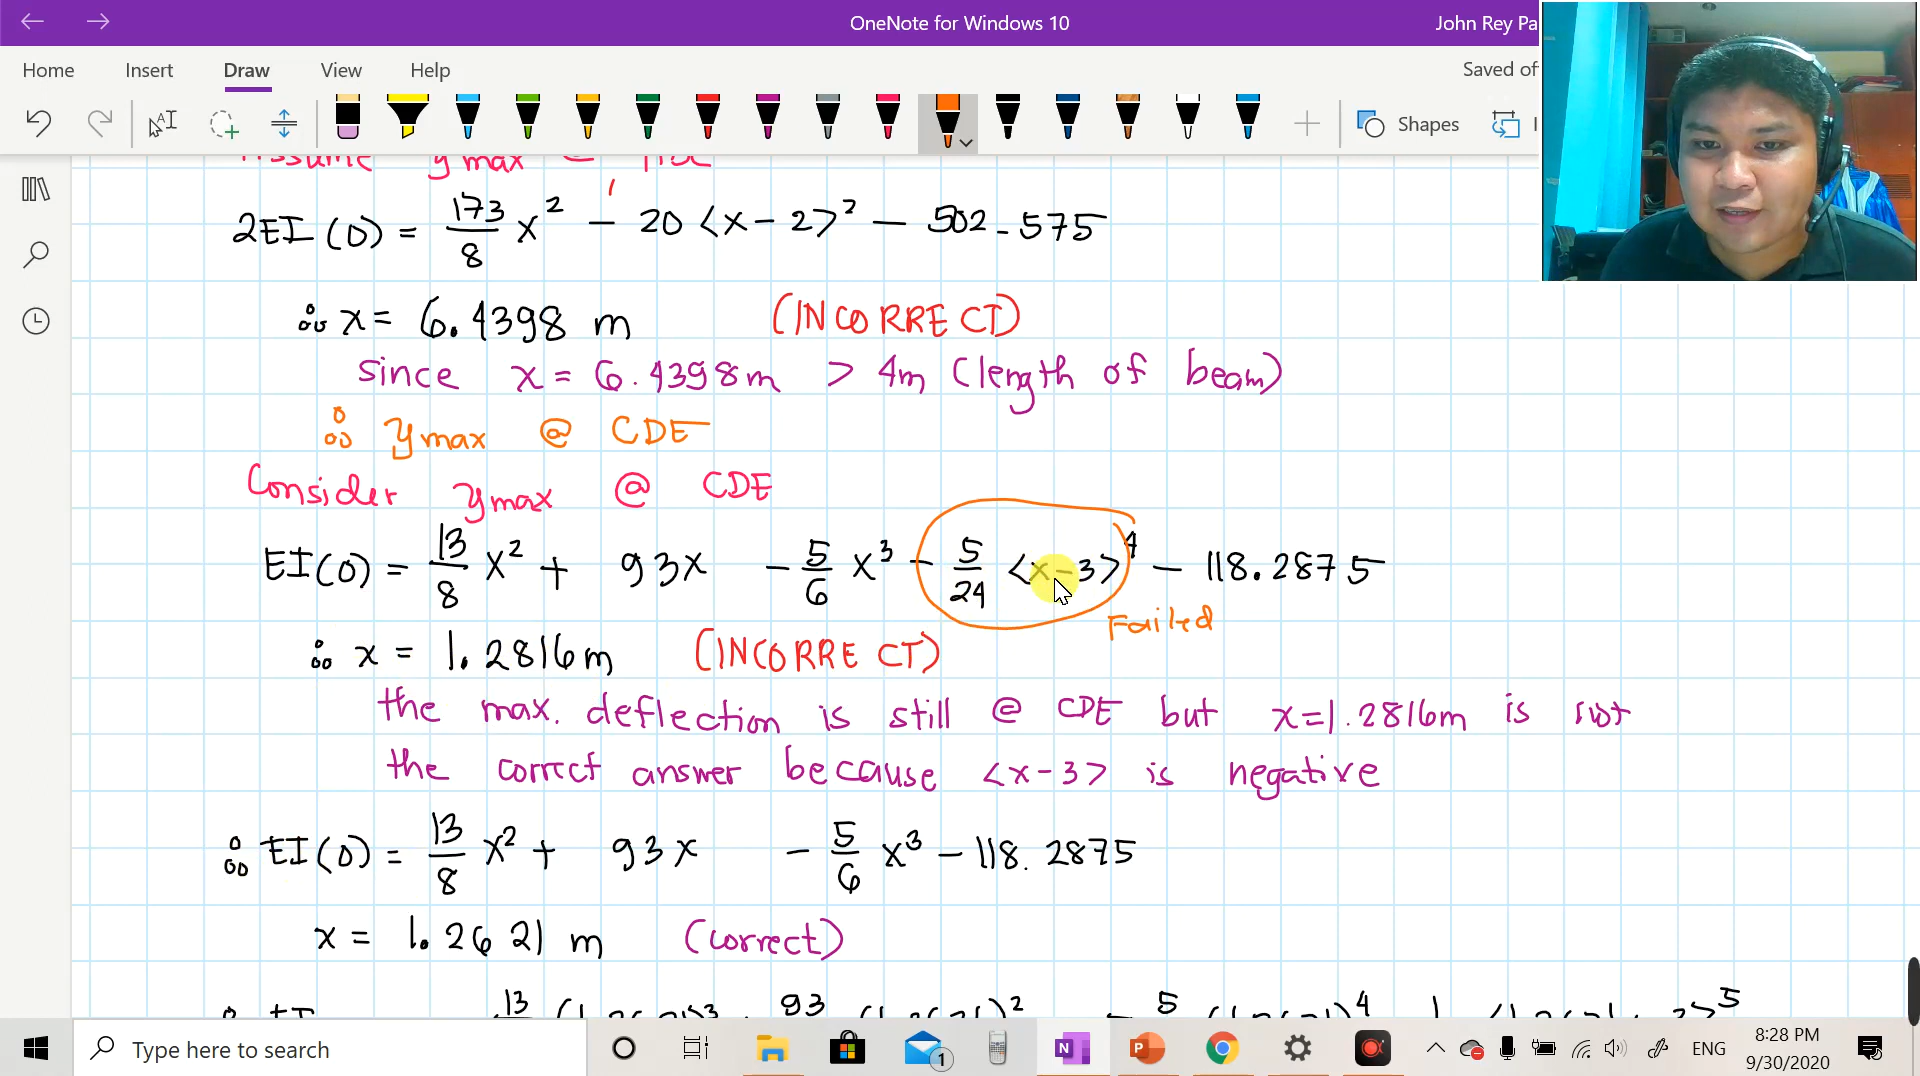 OneNote for Windows 10
John Rey Pa
Home Insert Draw View Help
Saved of
Shapes
Assume ymax @
2EI(0) = 173/8 x² - 20 <x - 2>² - 502.575
∴ x = 6.4398 m (INCORRECT)
since x = 6.4398m > 4m (length of beam)
∴ ymax @ CDE
Consider ymax @ CDE
EI(0) = 13/8 x² + 93x - 5/6 x³ - 5/24 <x-3>⁴ - 118.2875
Failed
∴ x = 1.2816m (INCORRECT)
the max. deflection is still @ CDE but x=1.2816m is not
the correct answer because <x-3> is negative
∴ EI(0) = 13/8 x² + 93x - 5/6 x³ - 118.2875
x = 1.2621 m (correct)
Type here to search
1
ENG
8:28 PM
9/30/2020